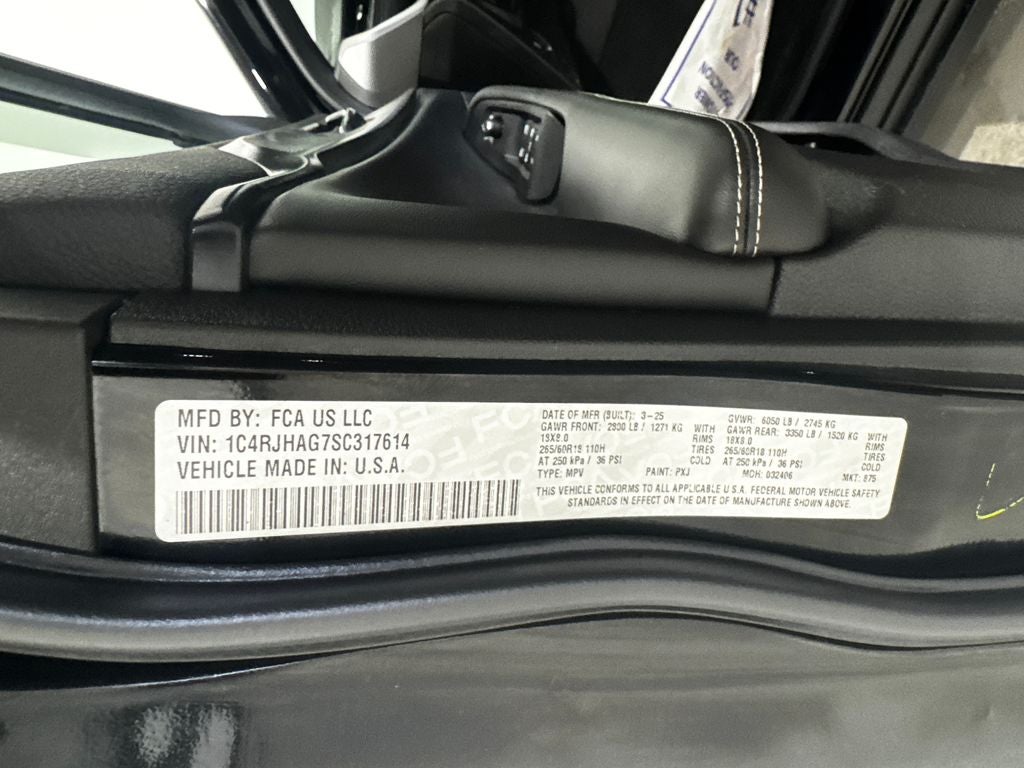 MFD BY: FCA US LLC
VIN: 1C4RJHAG7SC317614
VEHICLE MADE IN: U.S.A.
DATE OF MFR (BUILT): 3-25
GVWR: 6050 LB / 2745 KG
GAWR FRONT: 2800 LB / 1271 KG WITH
18X8.0 RIMS
265/60R18 110H TIRES
AT 250 kPa / 36 PSI COLD
GAWR REAR: 3350 LB / 1520 KG WITH
18X8.0 RIMS
265/60R18 110H TIRES
AT 250 kPa / 36 PSI COLD
TYPE: MPV PAINT: PXJ MDH: 032406 MKT: 875
THIS VEHICLE CONFORMS TO ALL APPLICABLE U.S.A. FEDERAL MOTOR VEHICLE SAFETY
STANDARDS IN EFFECT ON THE DATE OF MANUFACTURE SHOWN ABOVE.